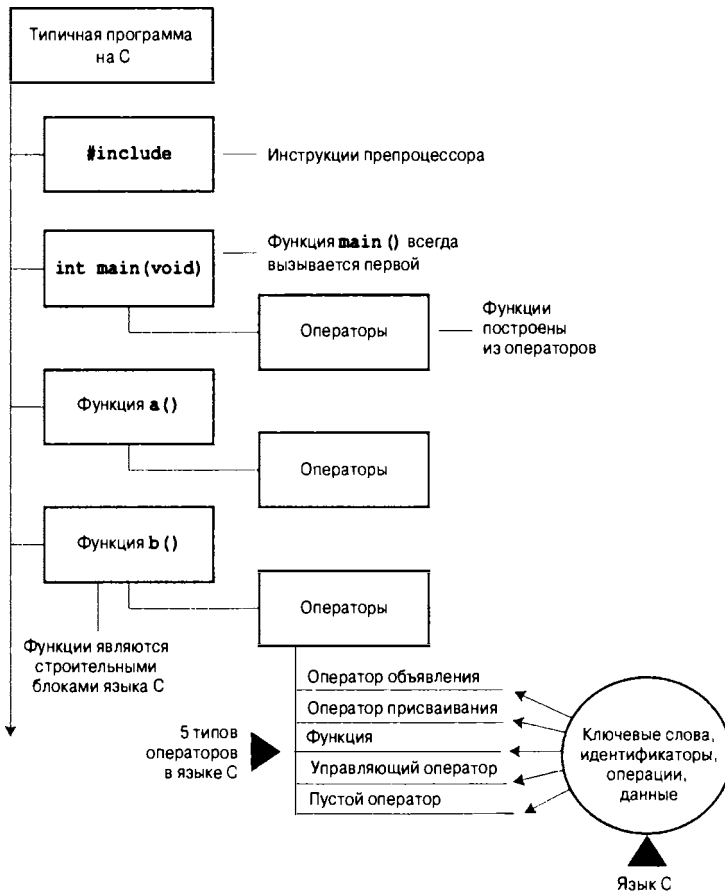 Типичная программа
на С
#include
Инструкции препроцессора
int main(void)
Функция main() всегда
вызывается первой
Операторы
Функции
построены
из операторов
Функция a()
Операторы
Функция b()
Операторы
Функции являются
строительными
блоками языка С
5 типов
операторов
в языке С
Оператор объявления
Оператор присваивания
Функция
Управляющий оператор
Пустой оператор
Ключевые слова,
идентификаторы,
операции,
данные
Язык С